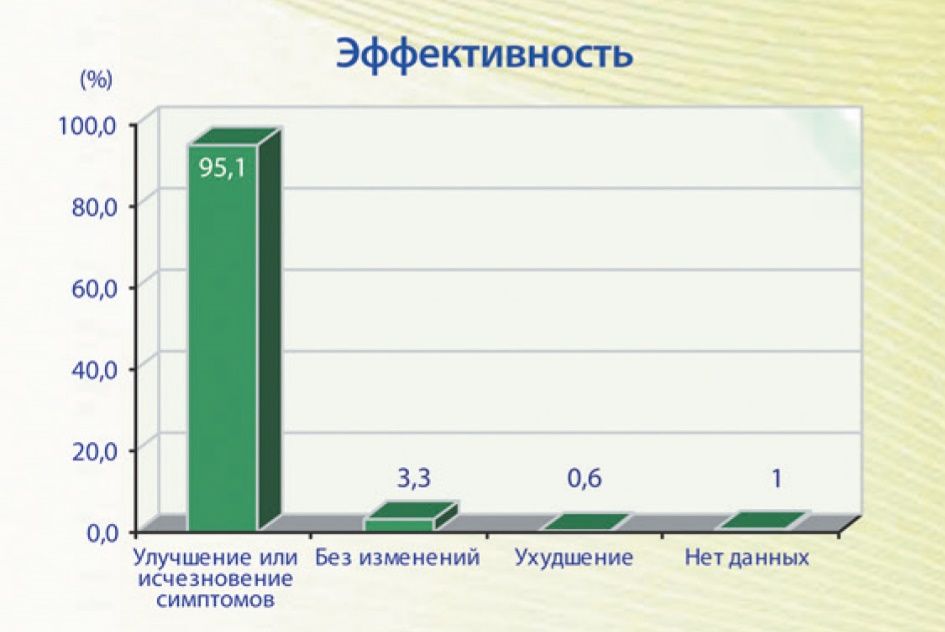 Эффективность
(%)
100,0
95,1
80,0
60,0
40,0
20,0
3,3
0,6
1
0,0
Улучшение или
исчезновение
симптомов
Без изменений
Ухудшение
Нет данных